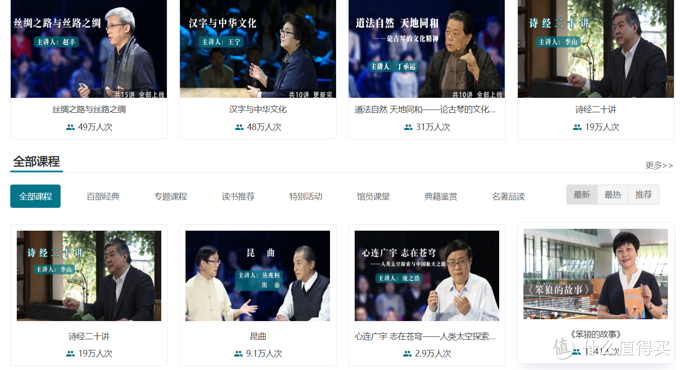 丝绸之路与丝路之绸
主讲人：赵丰
共15讲 全部上线
汉字与中华文化
主讲人：王宁
共10讲 更新完
道法自然 天地同和
——论古琴的文化精神
主讲人：丁承运
共10讲 全部上线
诗经二十讲
主讲人：李山
丝绸之路与丝路之绸
汉字与中华文化
道法自然 天地同和——论古琴的文化...
诗经二十讲
49万人次
48万人次
31万人次
19万人次
全部课程
更多>>
全部课程
百部经典
专题课程
读书推荐
特别活动
馆员课堂
典籍鉴赏
名著品读
最新
最热
推荐
诗经二十讲
主讲人：李山
昆 曲
主讲人：丛兆桓
周 秦
心连广宇 志在苍穹
——人类太空探索与中国航天之路
主讲人：庞之浩
《笨狼的故事》
诗经二十讲
昆曲
心连广宇 志在苍穹——人类太空探索...
《笨狼的故事》
19万人次
9.1万人次
2.9万人次
值 什么值得买